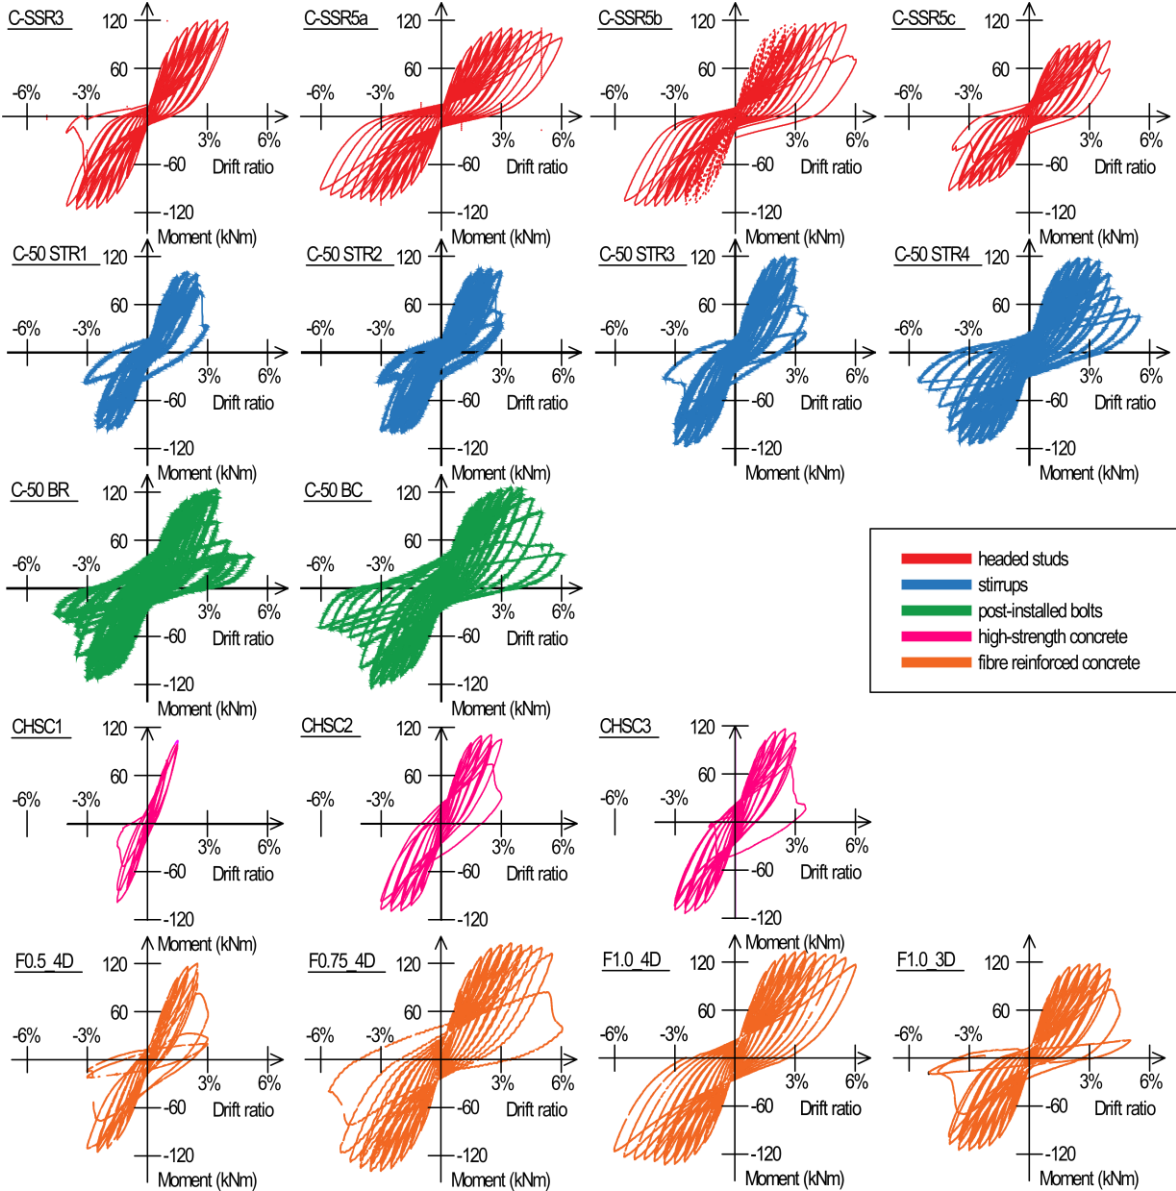 C-SSR3 120 C-SSR5a 120 C-SSR5b 120 C-SSR5c 120
60 60 60 60
-6% -3% -6% -3% -6% -3% -6% -3%
3% 6% 3% 6% 3% 6% 3% 6%
-60 Drift ratio -60 Drift ratio -60 Drift ratio -60 Drift ratio
-120 -120 -120 -120
Moment (kNm) Moment (kNm) Moment (kNm) Moment (kNm)
C-50 STR1 120 C-50 STR2 120 C-50 STR3 120 C-50 STR4 120
60 60 60 60
-6% -3% -6% -3% -6% -3% -6% -3%
3% 6% 3% 6% 3% 6% 3% 6%
-60 Drift ratio -60 Drift ratio -60 Drift ratio -60 Drift ratio
-120 -120 -120 -120
Moment (kNm) Moment (kNm) Moment (kNm) Moment (kNm)
C-50 BR 120 C-50 BC 120
60 60
-6% -3% -6% -3%
3% 6% 3% 6%
-60 Drift ratio -60 Drift ratio
-120 -120
Moment (kNm) Moment (kNm)
headed studs
stirrups
post-installed bolts
high-strength concrete
fibre reinforced concrete
CHSC1 120 CHSC2 120 CHSC3 120
60 60 60
-6% -3% -6% -3% -6% -3%
3% 6% 3% 6% 3% 6%
-60 Drift ratio -60 Drift ratio -60 Drift ratio
-120 -120 -120
Moment (kNm) Moment (kNm) Moment (kNm)
F0.5_4D 120 F0.75_4D 120 F1.0_4D 120 F1.0_3D 120
60 60 60 60
-6% -3% -6% -3% -6% -3% -6% -3%
3% 6% 3% 6% 3% 6% 3% 6%
-60 Drift ratio -60 Drift ratio -60 Drift ratio -60 Drift ratio
-120 -120 -120 -120
Moment (kNm) Moment (kNm) Moment (kNm) Moment (kNm)